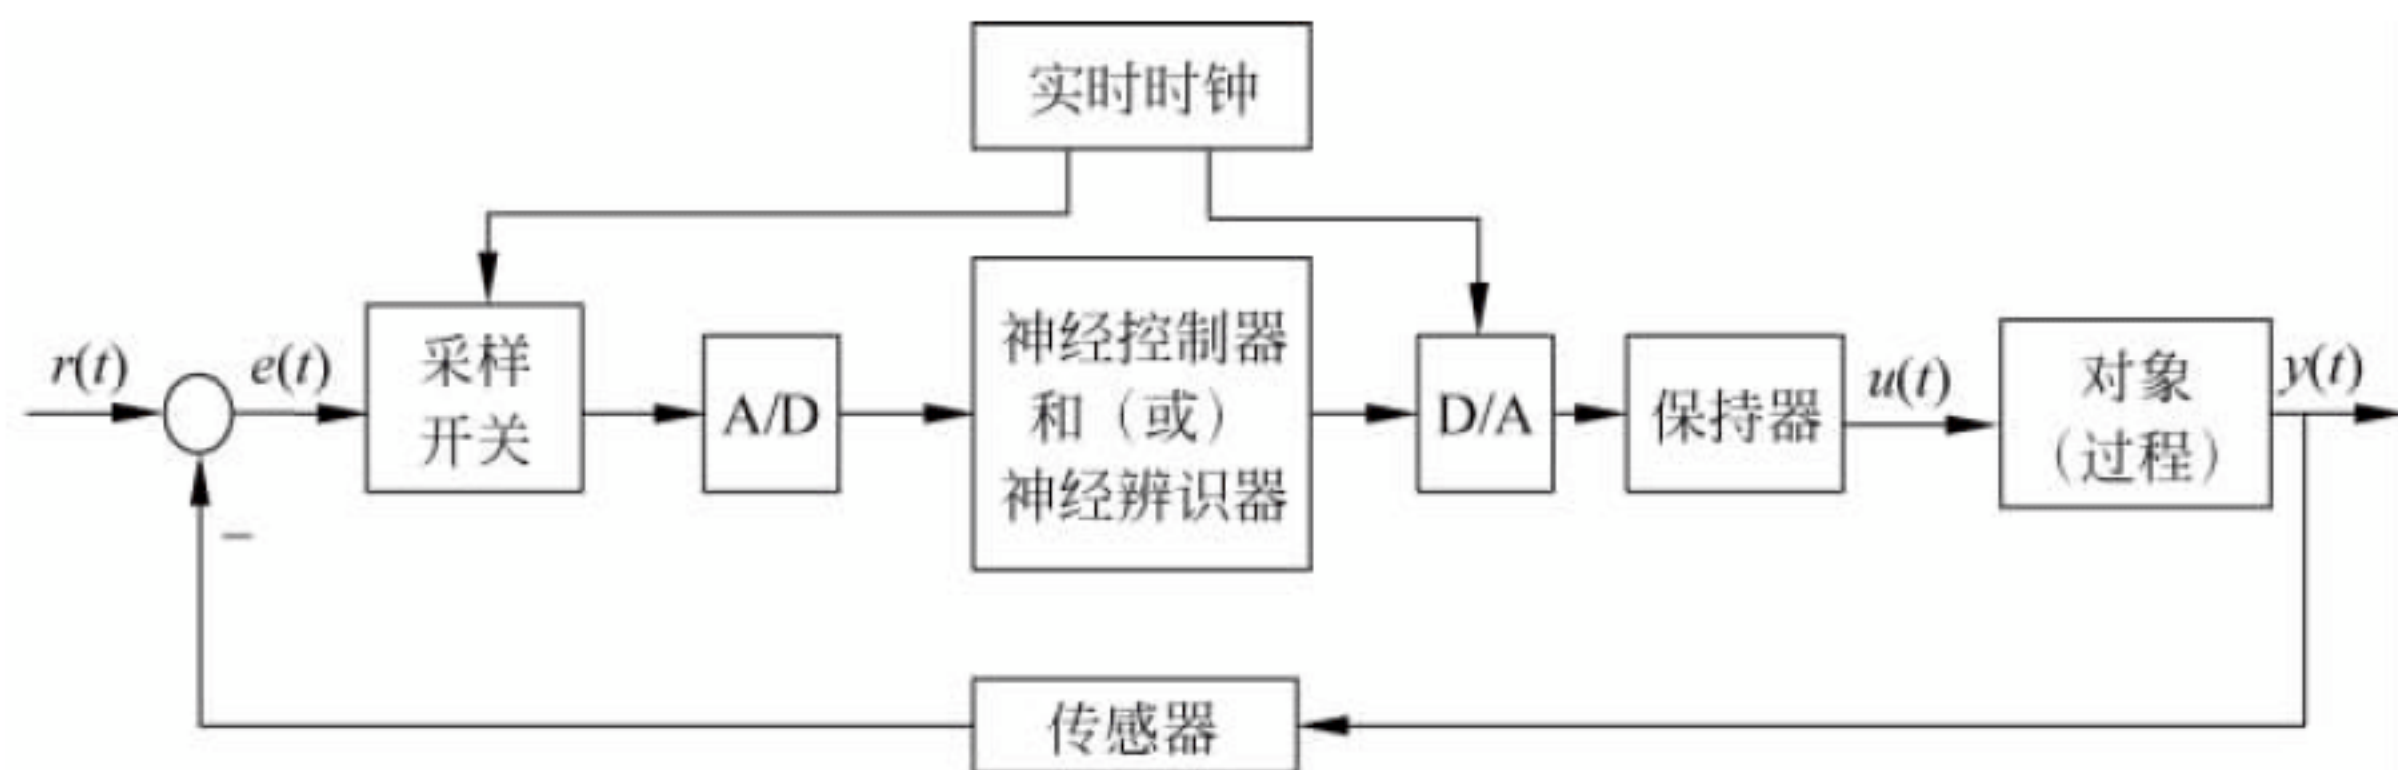 实时时钟
r(t)
e(t)
采样
开关
A/D
神经控制器
和（或）
神经辨识器
D/A
保持器
u(t)
对象
（过程）
y(t)
−
传感器